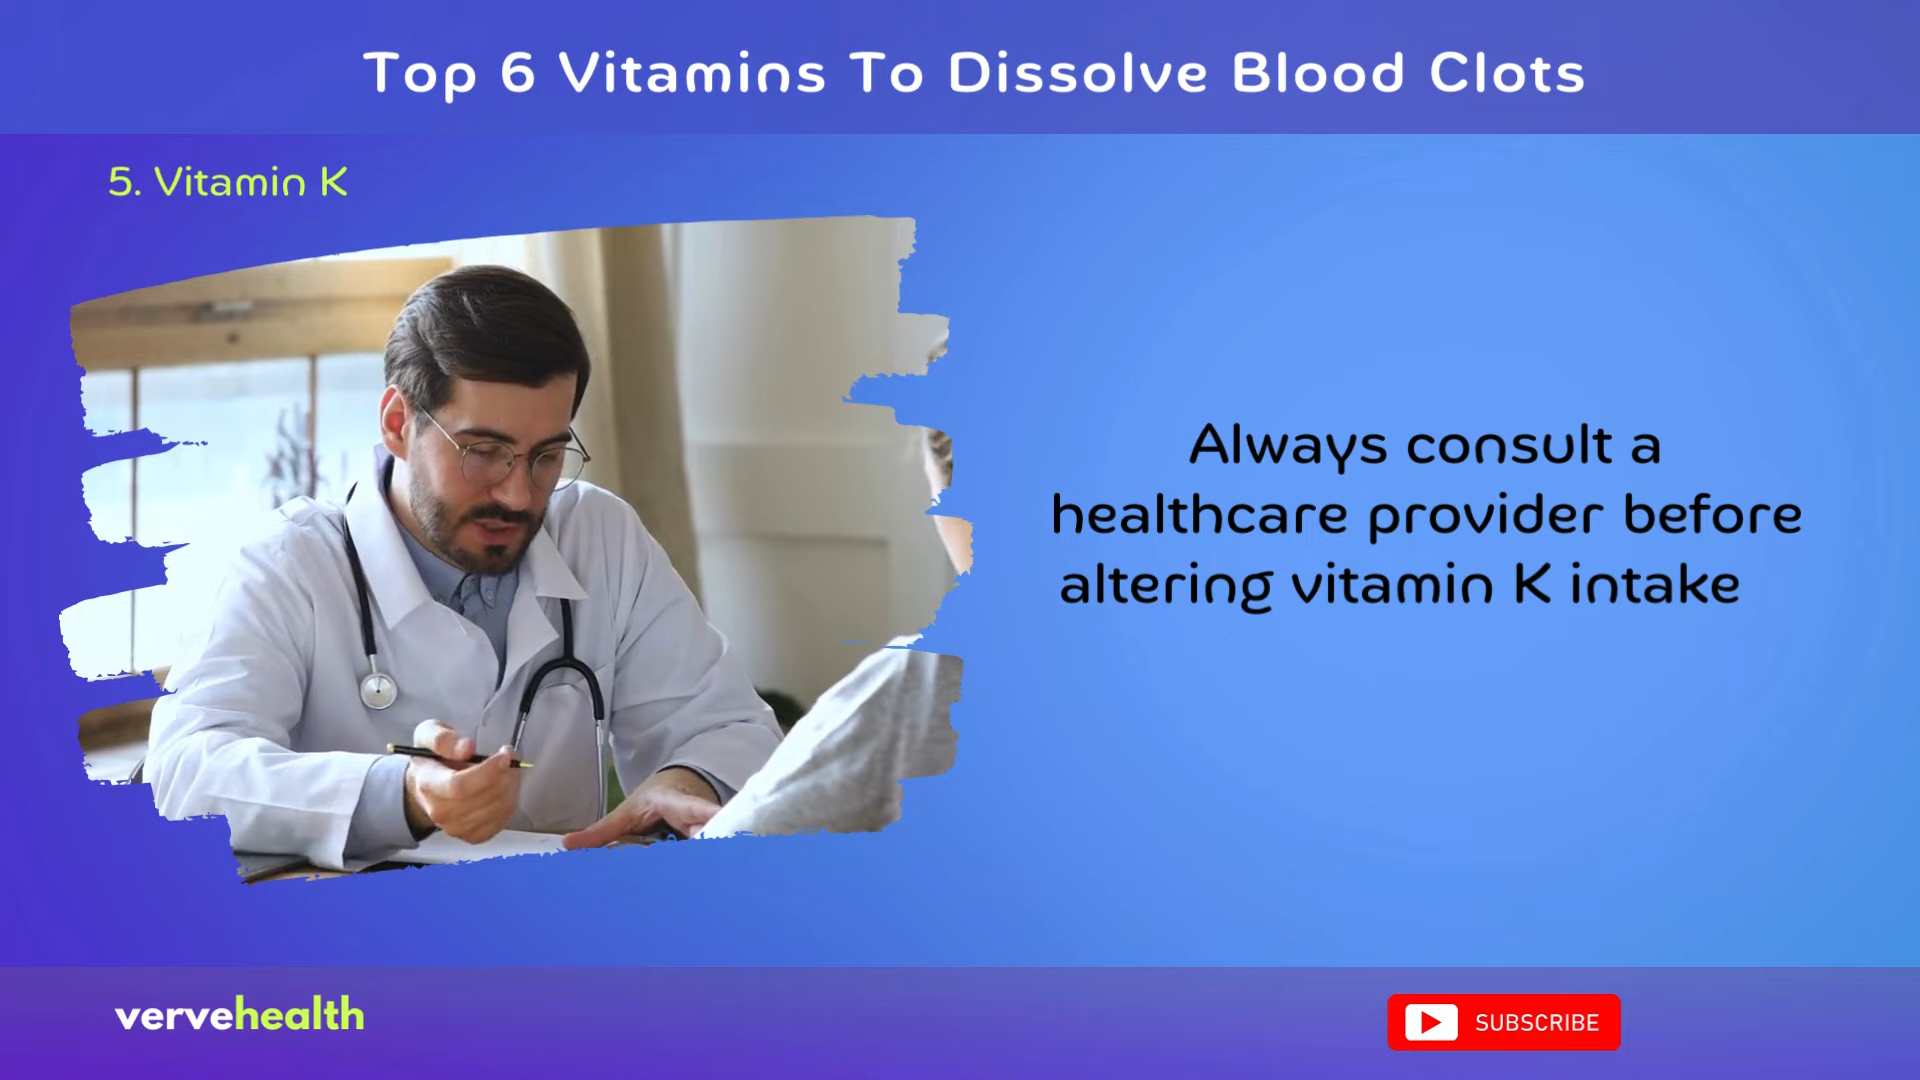 Top 6 Vitamins To Dissolve Blood Clots
5. Vitamin K
Always consult a
healthcare provider before
altering vitamin K intake
vervehealth
SUBSCRIBE